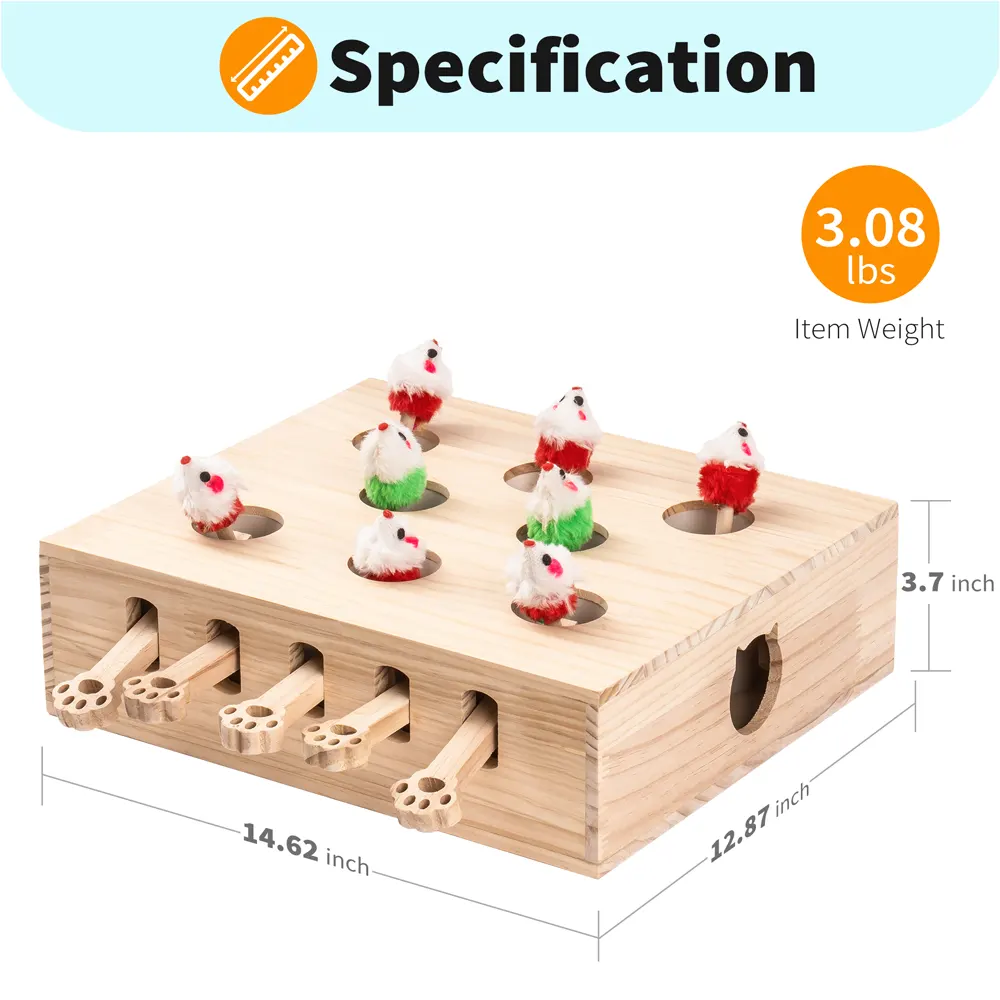 Specification
3.08
lbs
Item Weight
3.7 inch
14.62 inch
12.87 inch